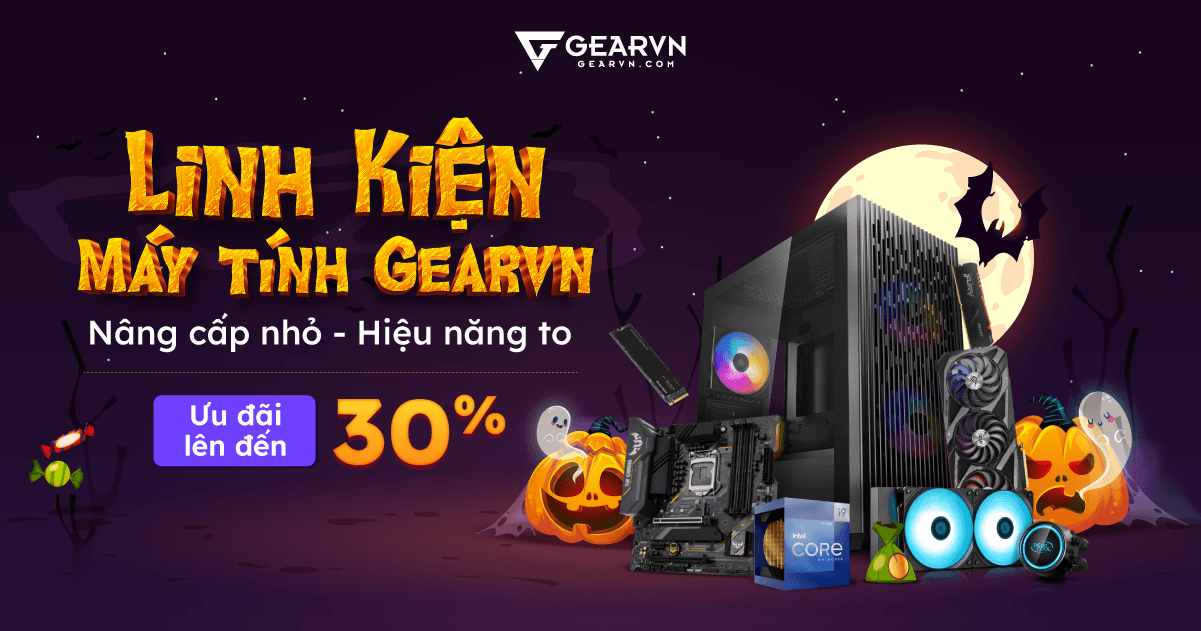 GEARVN
GEARVN.COM
LINH KIỆN
MÁY TÍNH GEARVN
Nâng cấp nhỏ - Hiệu năng to
Ưu đãi
lên đến
30%
i9
intel
CORE